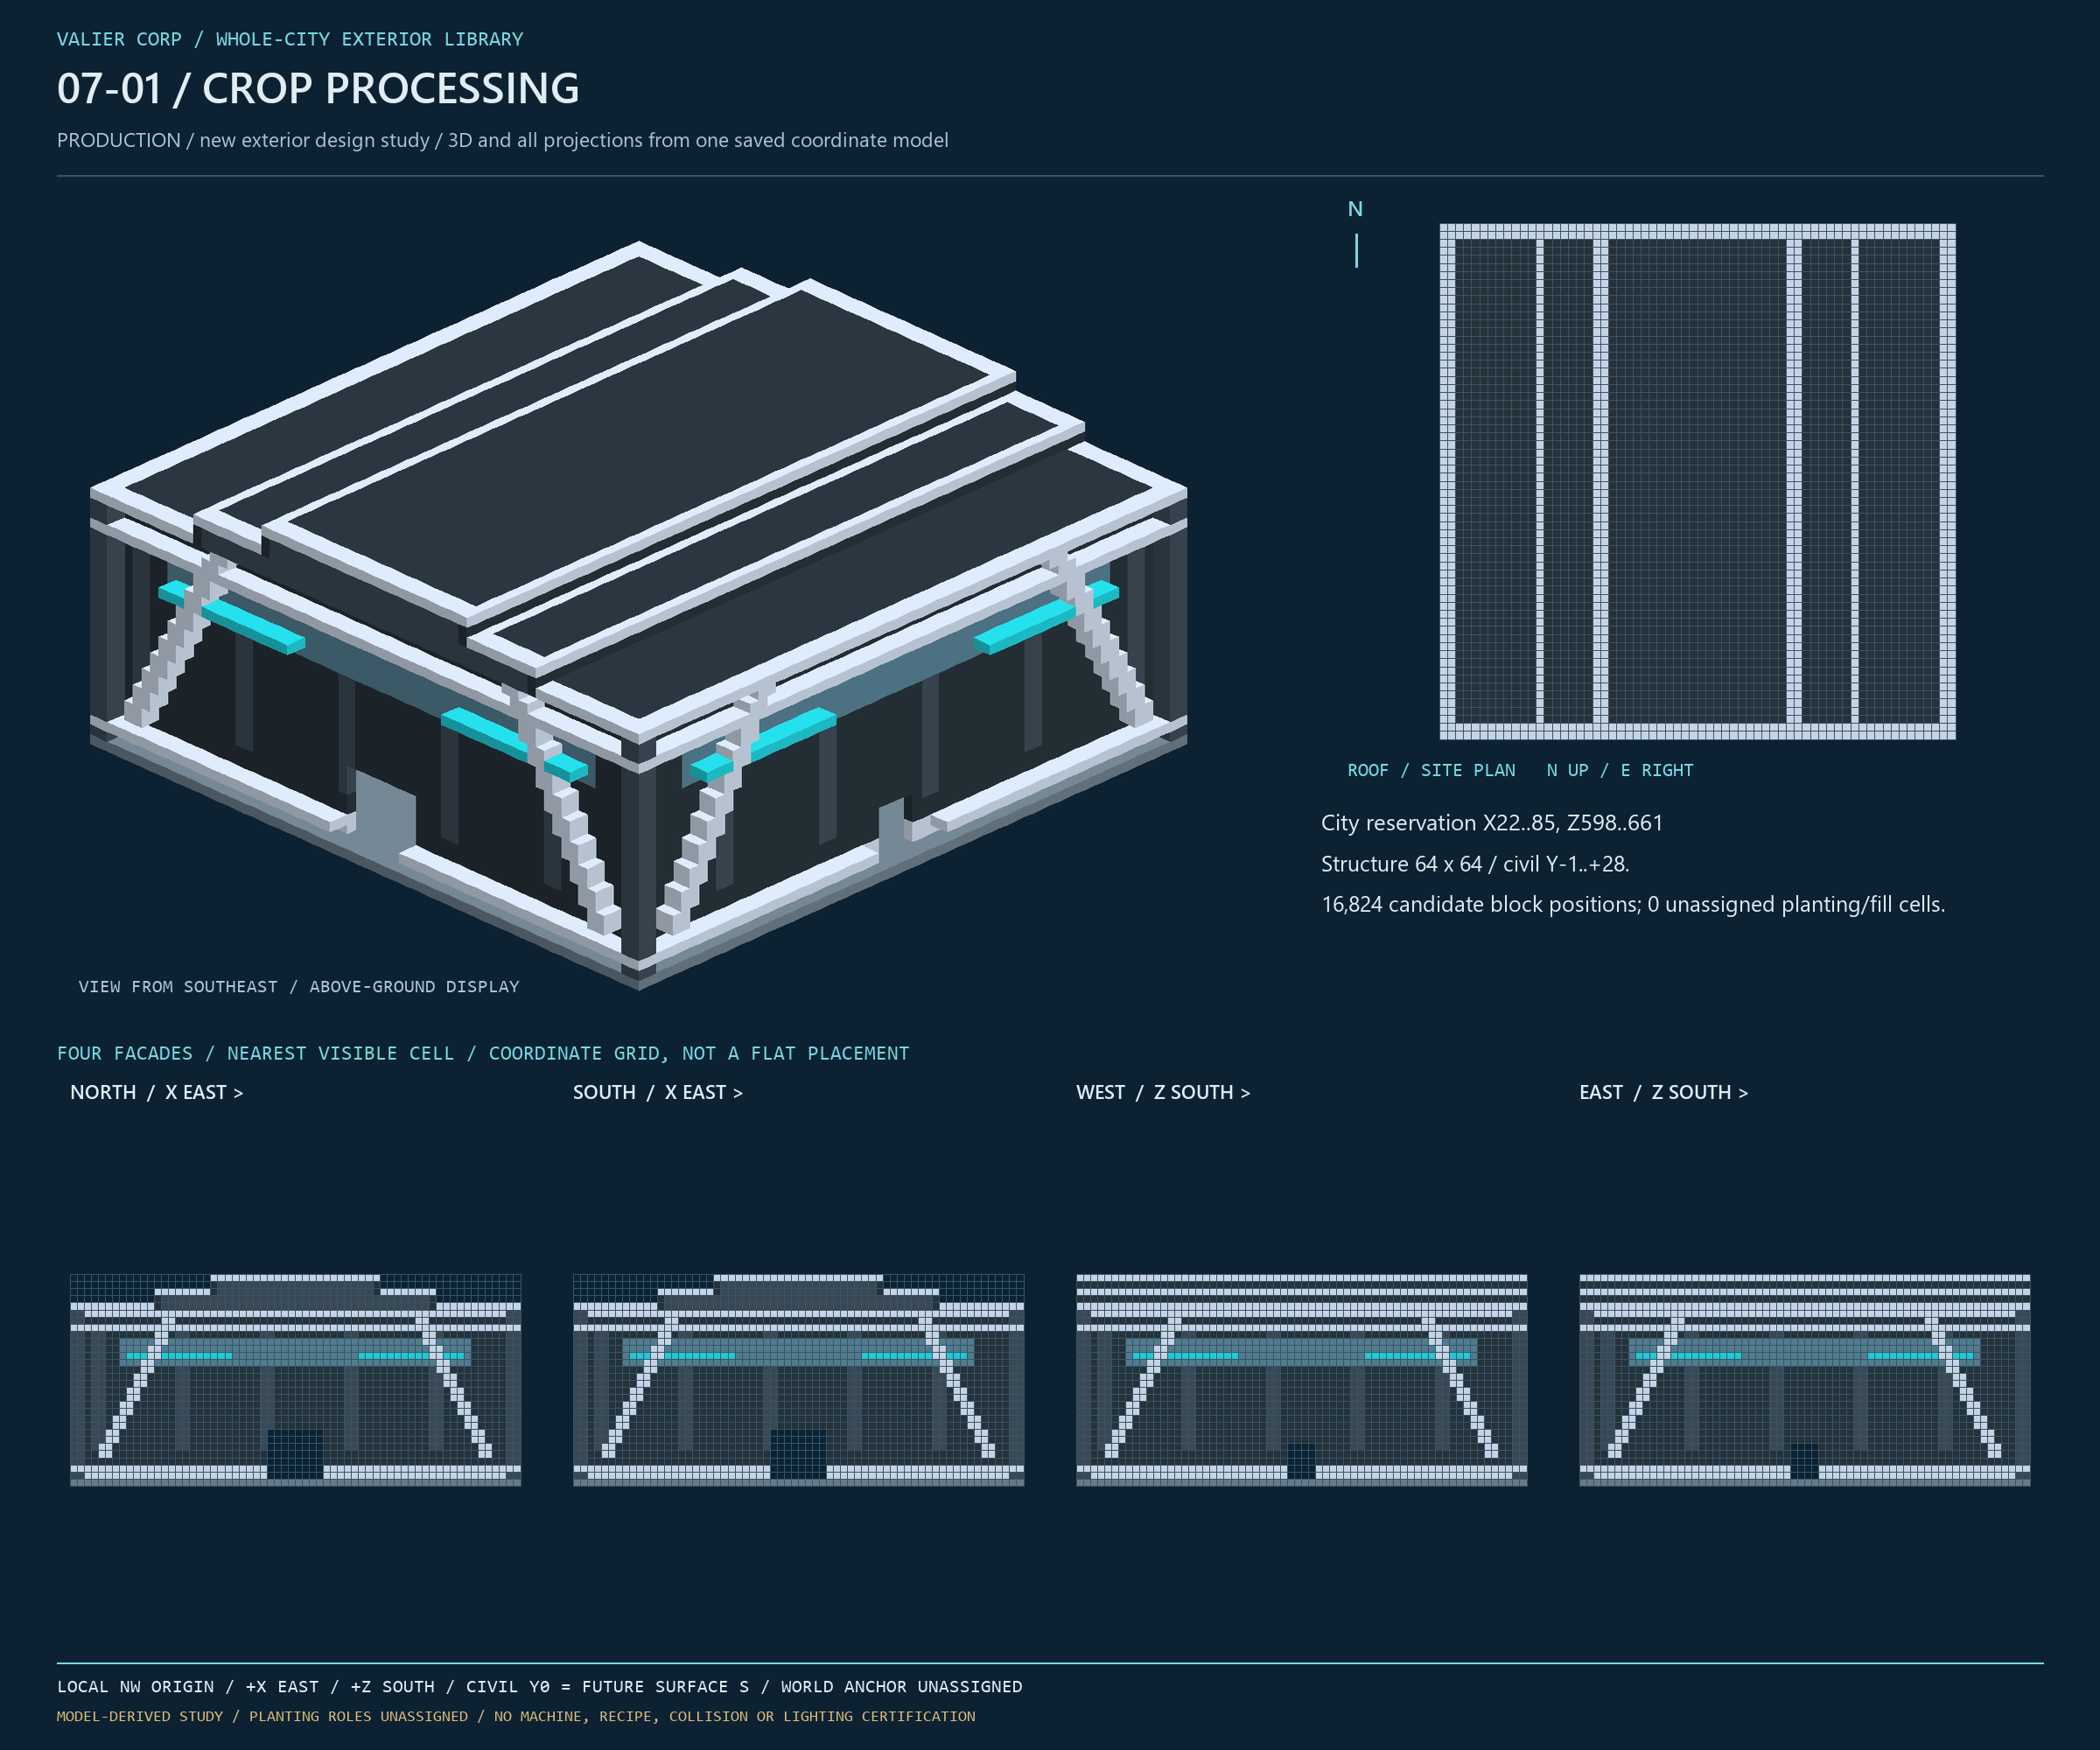 VALIER CORP / WHOLE-CITY EXTERIOR LIBRARY
07-01 / CROP PROCESSING
PRODUCTION / new exterior design study / 3D and all projections from one saved coordinate model
N
ROOF / SITE PLAN   N UP / E RIGHT
City reservation X22..85, Z598..661
Structure 64 x 64 / civil Y-1..+28.
16,824 candidate block positions; 0 unassigned planting/fill cells.
VIEW FROM SOUTHEAST / ABOVE-GROUND DISPLAY
FOUR FACADES / NEAREST VISIBLE CELL / COORDINATE GRID, NOT A FLAT PLACEMENT
NORTH / X EAST >
SOUTH / X EAST >
WEST / Z SOUTH >
EAST / Z SOUTH >
LOCAL NW ORIGIN / +X EAST / +Z SOUTH / CIVIL Y0 = FUTURE SURFACE S / WORLD ANCHOR UNASSIGNED
MODEL-DERIVED STUDY / PLANTING ROLES UNASSIGNED / NO MACHINE, RECIPE, COLLISION OR LIGHTING CERTIFICATION